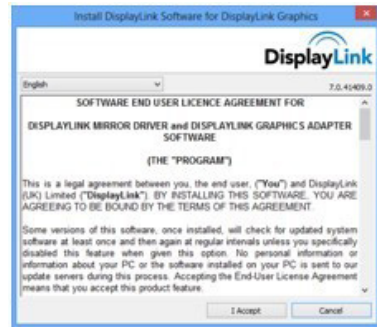 Install DisplayLink Software for DisplayLink Graphics
DisplayLink
English
7.0.41409.0
SOFTWARE END USER LICENCE AGREEMENT FOR
DISPLAYLINK MIRROR DRIVER and DISPLAYLINK GRAPHICS ADAPTER
SOFTWARE
(THE "PROGRAM")
This is a legal agreement between you, the end user, ("You") and DisplayLink
(UK) Limited ("DisplayLink"). BY INSTALLING THIS SOFTWARE, YOU ARE
AGREEING TO BE BOUND BY THE TERMS OF THIS AGREEMENT.
Some versions of this software, once installed, will check for updated system
software at least once and then again at regular intervals unless you specifically
disabled this feature when given this option. No personal information or
information about your PC or the software installed on your PC is sent to our
update servers during this process. Accepting the End-User License Agreement
means that you accept this product feature.
I Accept
Cancel